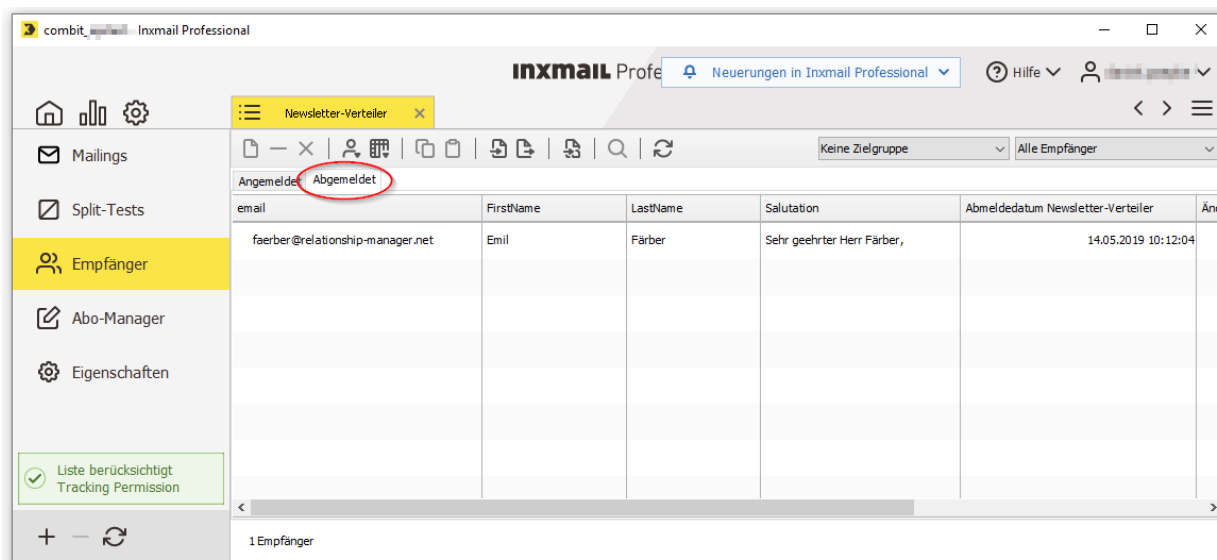 combit_ Inxmail Professional
Inxmail Profe
Neuerungen in Inxmail Professional
Hilfe
Newsletter-Verteiler
Mailings
Split-Tests
Empfänger
Abo-Manager
Eigenschaften
Liste berücksichtigt
Tracking Permission
Keine Zielgruppe
Alle Empfänger
Angemeldet Abgemeldet
email FirstName LastName Salutation Abmeldedatum Newsletter-Verteiler Änd
faerber@relationship-manager.net Emil Färber Sehr geehrter Herr Färber, 14.05.2019 10:12:04
1 Empfänger